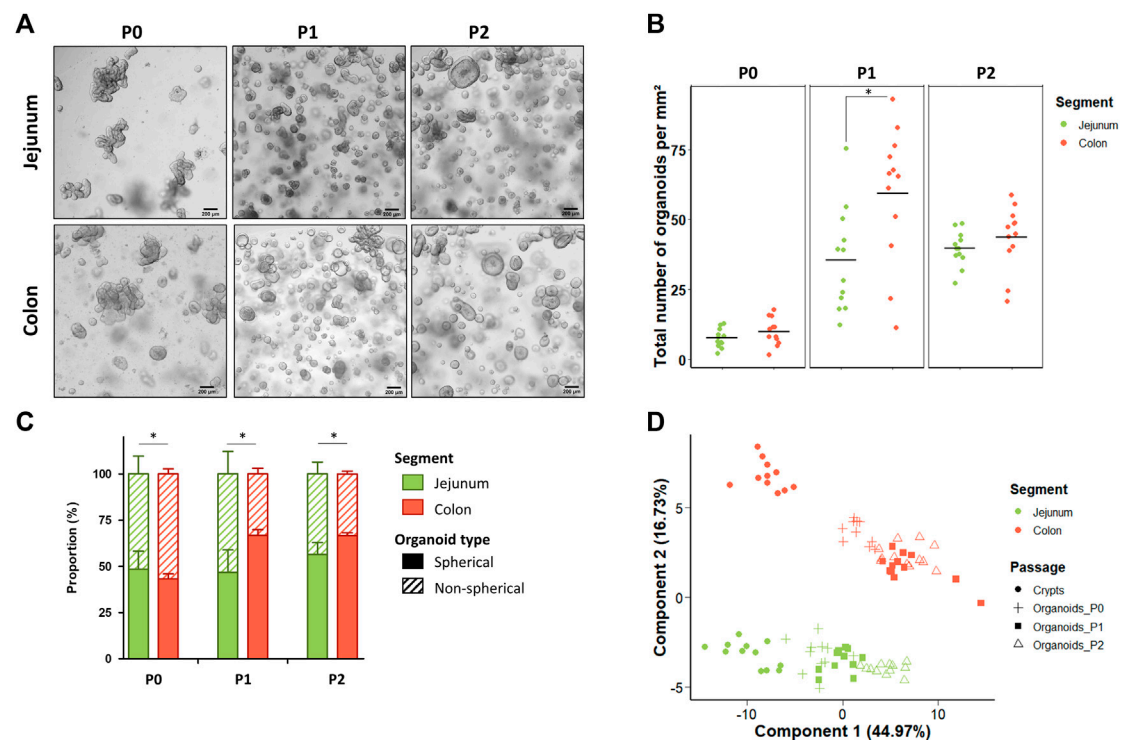 A
P0
P1
P2
Jejunum
Colon
200 µm
200 µm
200 µm
200 µm
200 µm
200 µm
B
P0
P1
P2
Total number of organoids per mm²
75
50
25
0
*
Segment
Jejunum
Colon
C
*
*
*
Proportion (%)
100
75
50
25
0
P0
P1
P2
Segment
Jejunum
Colon
Organoid type
Spherical
Non-spherical
D
Component 2 (16.73%)
5
0
-5
-10
0
10
Component 1 (44.97%)
Segment
Jejunum
Colon
Passage
Crypts
Organoids_P0
Organoids_P1
Organoids_P2